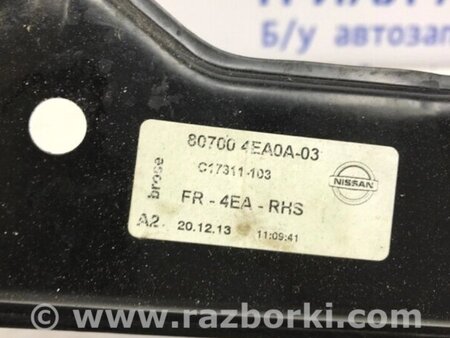 Б/у автозап
80700 4EA0A-03
C17311-103
brose
NISSAN
FR - 4EA - RHS
A2 20.12.13 11:09:41
www.razborki.com